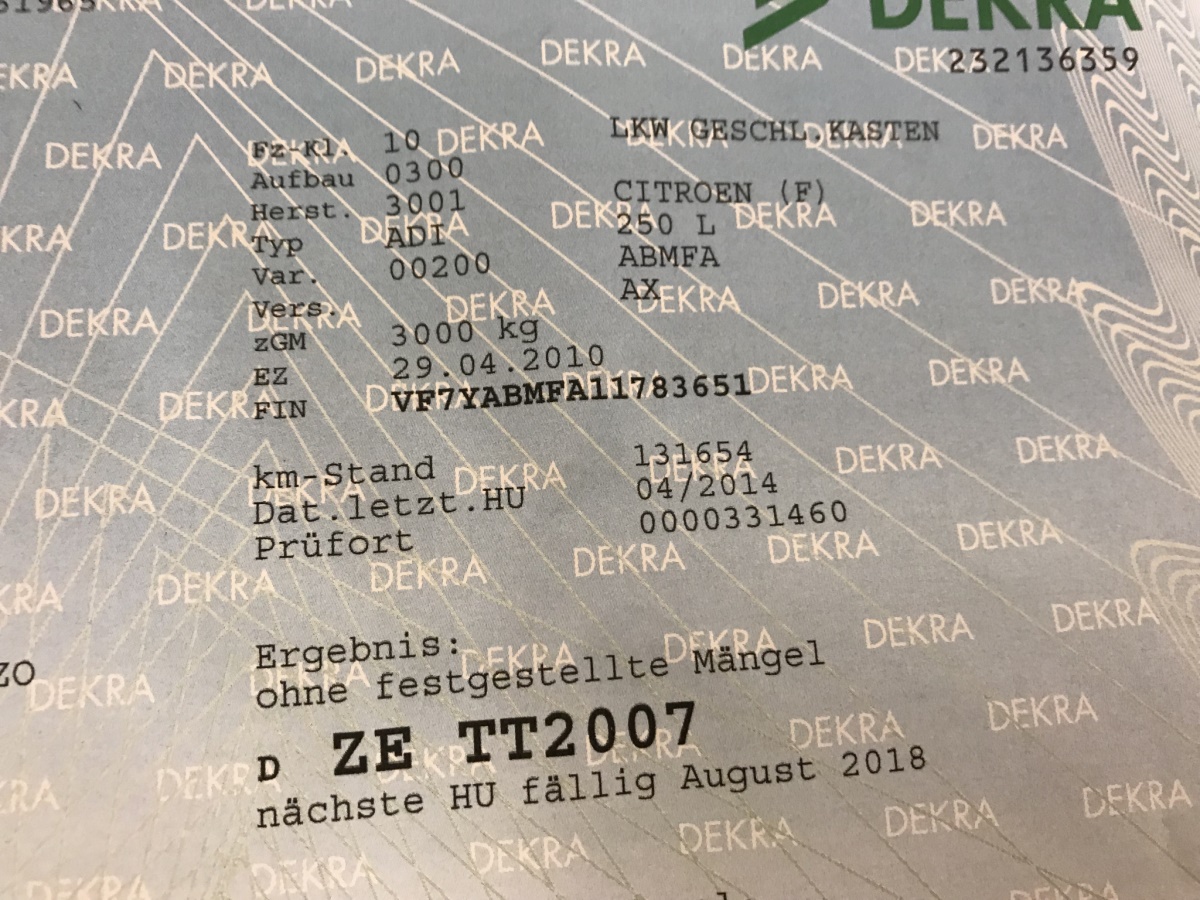 DEKRA
232136359
Fz-Kl. 10 LKW GESCHL.KASTEN
Aufbau 0300
Herst. 3001 CITROEN (F)
Typ ADI 250 L
Var. 00200 ABMFA
Vers. AX
zGM 3000 kg
EZ 29.04.2010
FIN VF7YABMFA11783651
km-Stand 131654
Dat.letzt.HU 04/2014
Prüfort 0000331460
Ergebnis:
ohne festgestellte Mängel
D ZE TT2007
nächste HU fällig August 2018
ZO